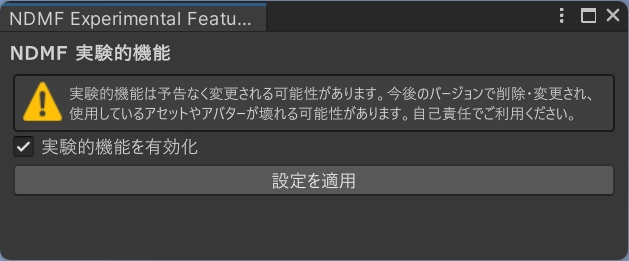 NDMF Experimental Featu...
NDMF 実験的機能
実験的機能は予告なく変更される可能性があります。今後のバージョンで削除・変更され、
使用しているアセットやアバターが壊れる可能性があります。自己責任でご利用ください。
実験的機能を有効化
設定を適用